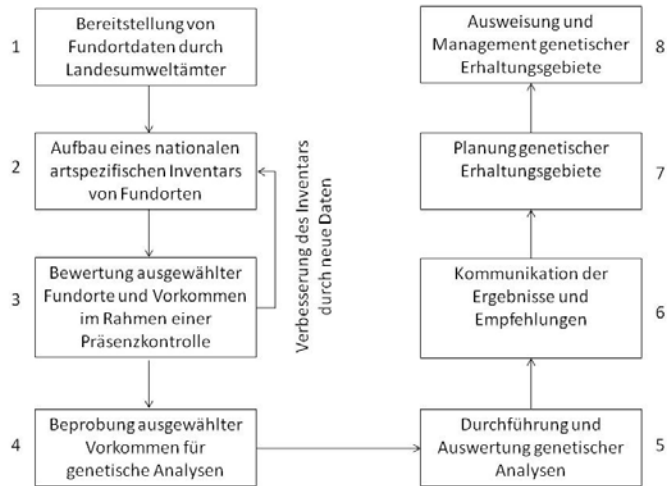 1
Bereitstellung von
Fundortdaten durch
Landesumweltämter
2
Aufbau eines nationalen
artspezifischen Inventars
von Fundorten
3
Bewertung ausgewählter
Fundorte und Vorkommen
im Rahmen einer
Präsenzkontrolle
Verbesserung des Inventars
durch neue Daten
4
Beprobung ausgewählter
Vorkommen für
genetische Analysen
Durchführung und
Auswertung genetischer
Analysen
5
Kommunikation der
Ergebnisse und
Empfehlungen
6
Planung genetischer
Erhaltungsgebiete
7
Ausweisung und
Management genetischer
Erhaltungsgebiete
8